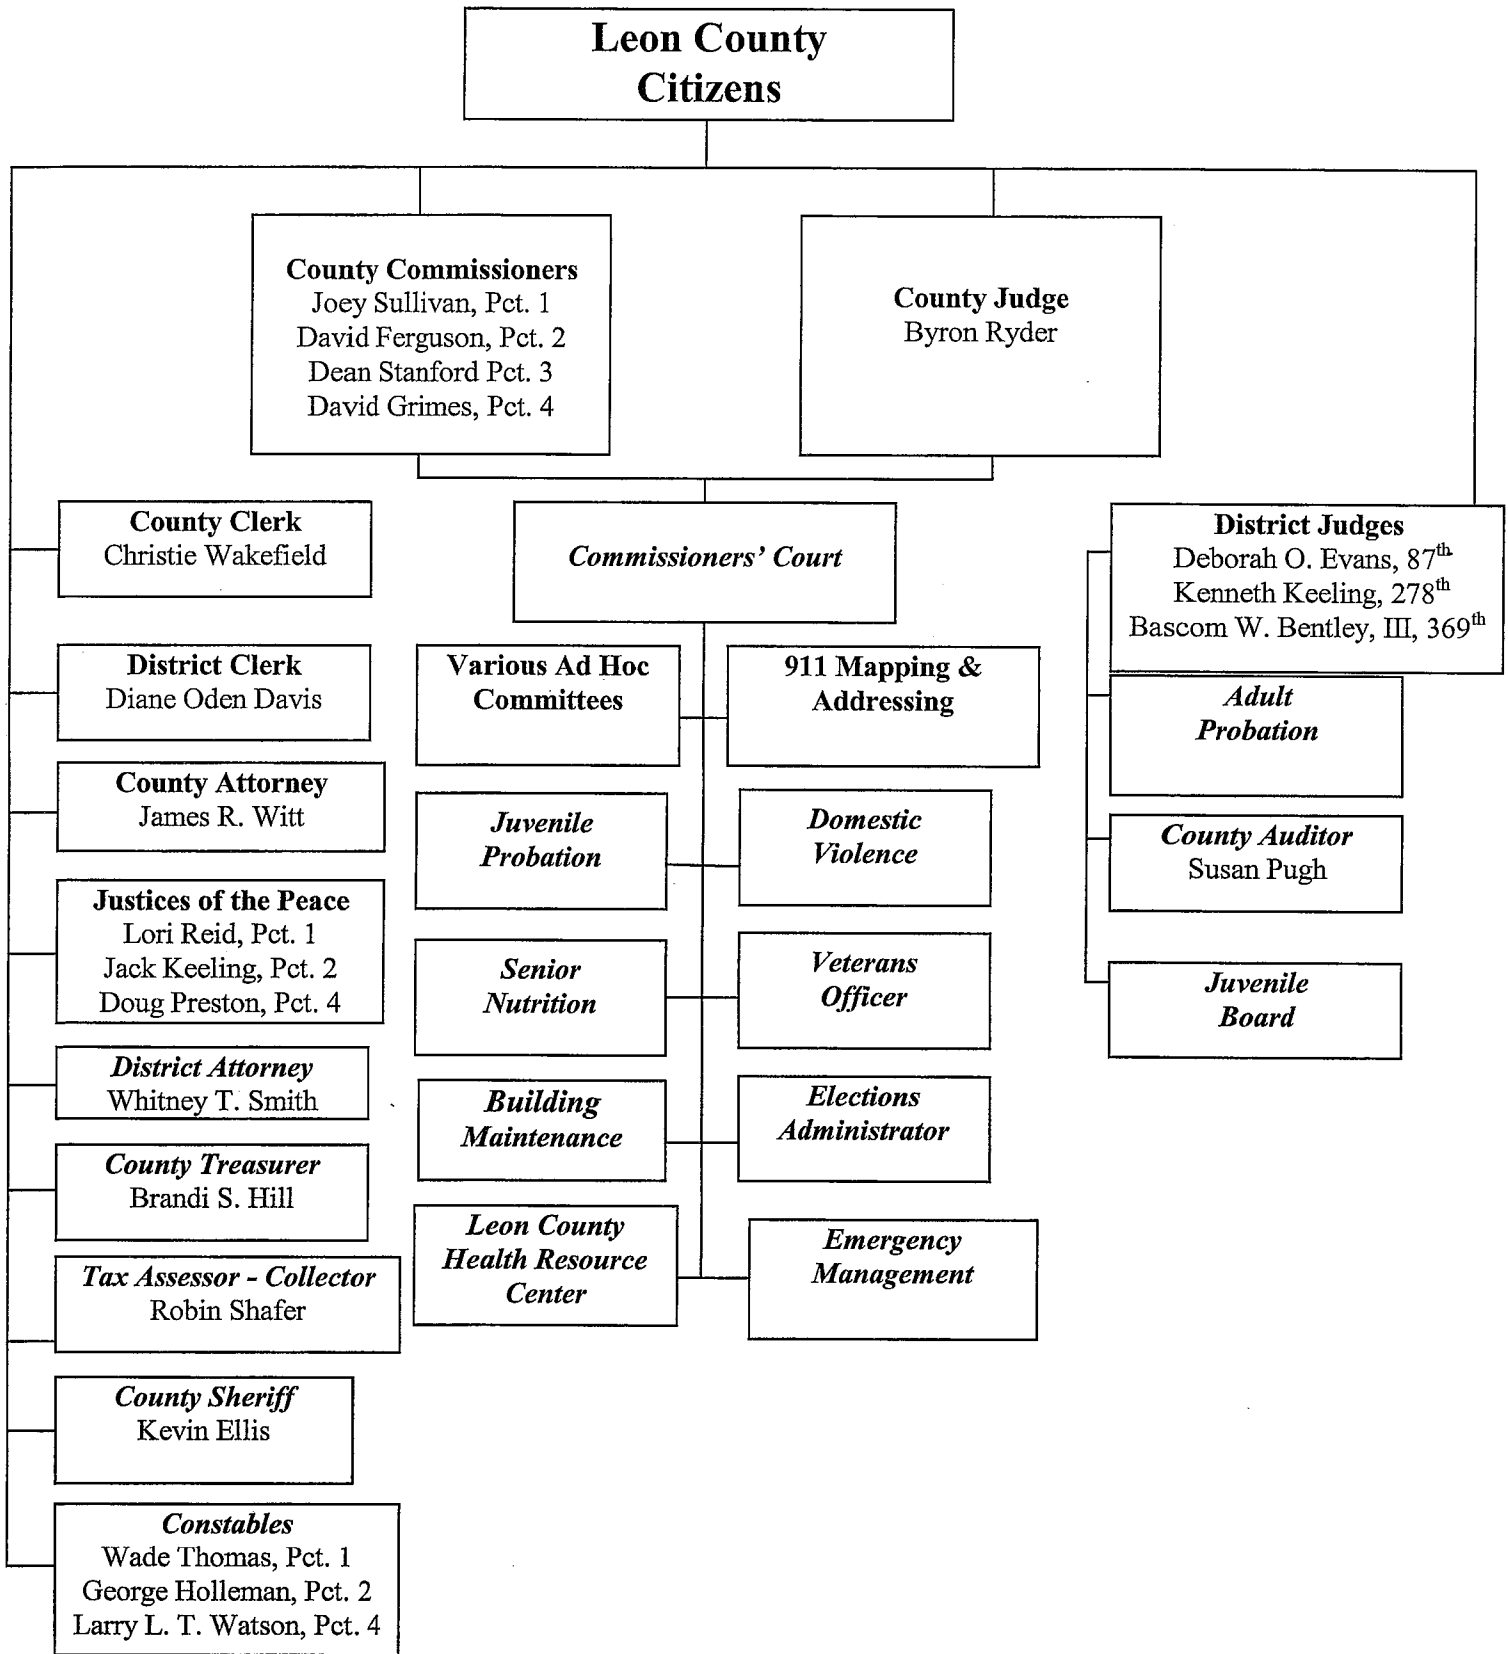 Leon County
Citizens
County Commissioners
Joey Sullivan, Pct. 1
David Ferguson, Pct. 2
Dean Stanford Pct. 3
David Grimes, Pct. 4
County Judge
Byron Ryder
County Clerk
Christie Wakefield
District Clerk
Diane Oden Davis
County Attorney
James R. Witt
Justices of the Peace
Lori Reid, Pct. 1
Jack Keeling, Pct. 2
Doug Preston, Pct. 4
District Attorney
Whitney T. Smith
County Treasurer
Brandi S. Hill
Tax Assessor - Collector
Robin Shafer
County Sheriff
Kevin Ellis
Constables
Wade Thomas, Pct. 1
George Holleman, Pct. 2
Larry L. T. Watson, Pct. 4
Commissioners' Court
Various Ad Hoc
Committees
911 Mapping &
Addressing
Juvenile
Probation
Domestic
Violence
Senior
Nutrition
Veterans
Officer
Building
Maintenance
Elections
Administrator
Leon County
Health Resource
Center
Emergency
Management
District Judges
Deborah O. Evans, 87th
Kenneth Keeling, 278th
Bascom W. Bentley, III, 369th
Adult
Probation
County Auditor
Susan Pugh
Juvenile
Board